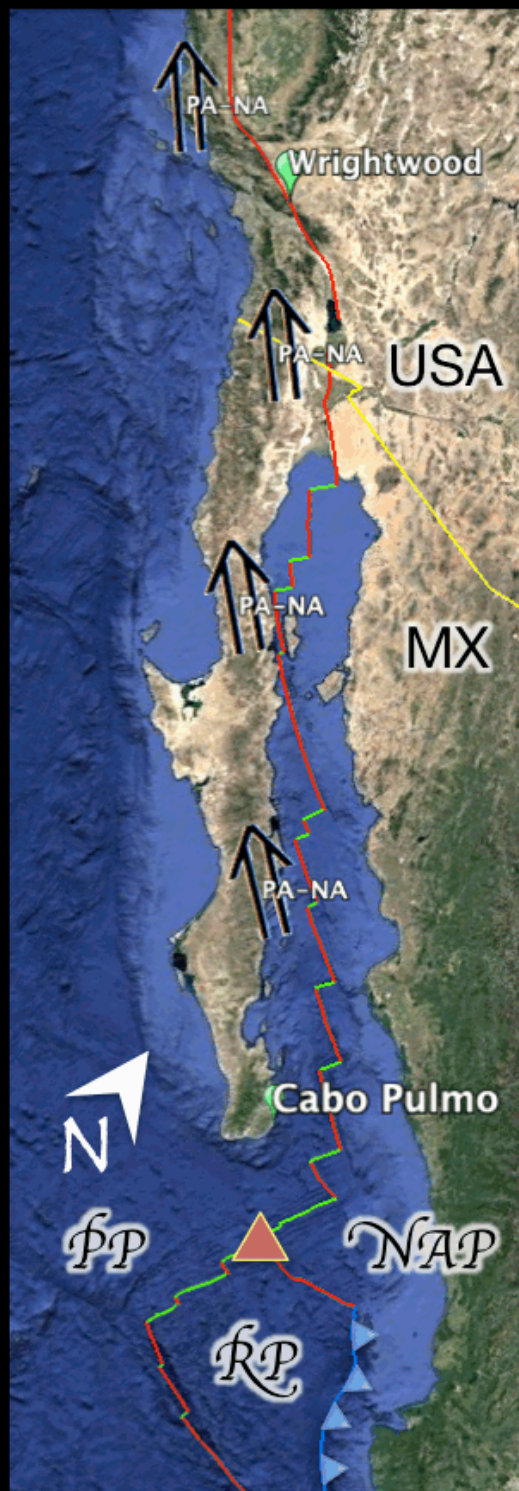 PA-NA
Wrightwood
PA-NA
USA
PA-NA
MX
PA-NA
Cabo Pulmo
N
PP
NAP
RP